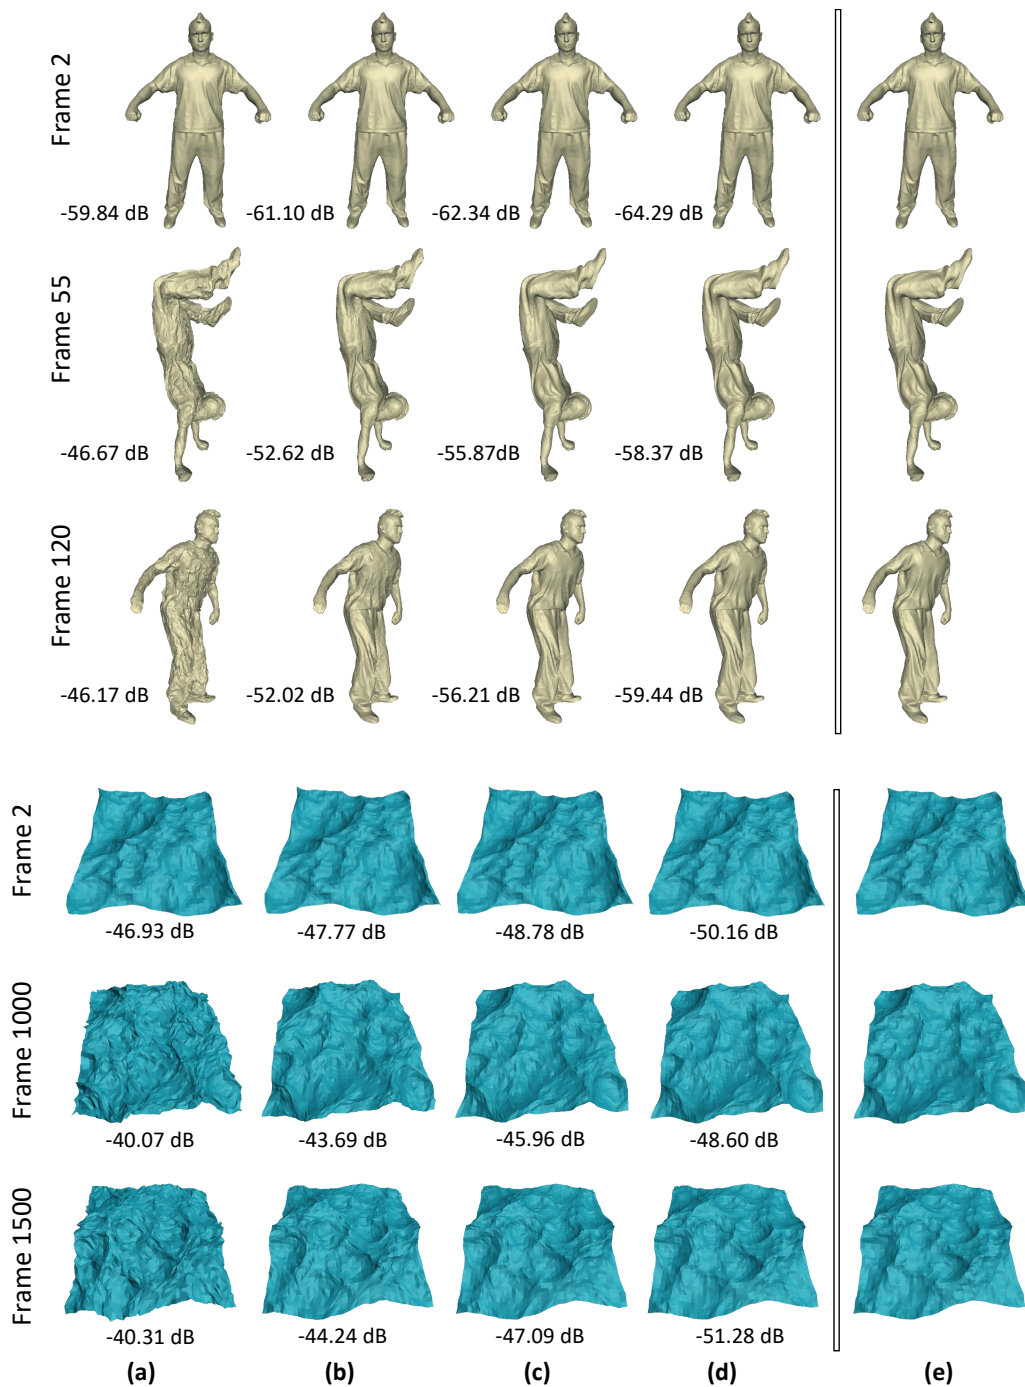 Frame 2
-59.84 dB -61.10 dB -62.34 dB -64.29 dB
Frame 55
-46.67 dB -52.62 dB -55.87dB -58.37 dB
Frame 120
-46.17 dB -52.02 dB -56.21 dB -59.44 dB
Frame 2
-46.93 dB -47.77 dB -48.78 dB -50.16 dB
Frame 1000
-40.07 dB -43.69 dB -45.96 dB -48.60 dB
Frame 1500
-40.31 dB -44.24 dB -47.09 dB -51.28 dB
(a) (b) (c) (d) (e)